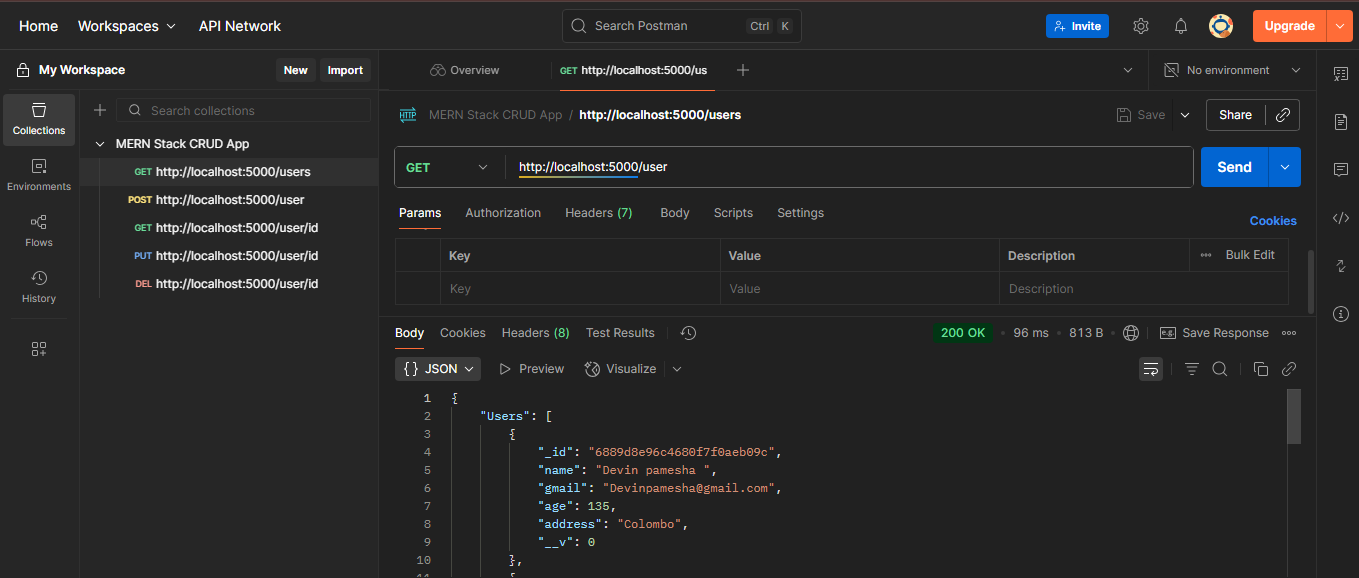 Home Workspaces API Network Search Postman Ctrl K Invite Upgrade
My Workspace New Import Overview GET http://localhost:5000/us No environment
Search collections
Collections
Environments
Flows
History
MERN Stack CRUD App
GET http://localhost:5000/users
POST http://localhost:5000/user
GET http://localhost:5000/user/id
PUT http://localhost:5000/user/id
DEL http://localhost:5000/user/id
HTTP MERN Stack CRUD App / http://localhost:5000/users Save Share
GET http://localhost:5000/user Send
Params Authorization Headers (7) Body Scripts Settings Cookies
Key Value Description Bulk Edit
Key Value Description
Body Cookies Headers (8) Test Results 200 OK • 96 ms • 813 B • e.g. Save Response
{} JSON Preview Visualize
1 {
2 "Users": [
3 {
4 "_id": "6889d8e96c4680f7f0aeb09c",
5 "name": "Devin pamesha ",
6 "gmail": "Devinpamesha@gmail.com",
7 "age": 135,
8 "address": "Colombo",
9 "__v": 0
10 },
11 {